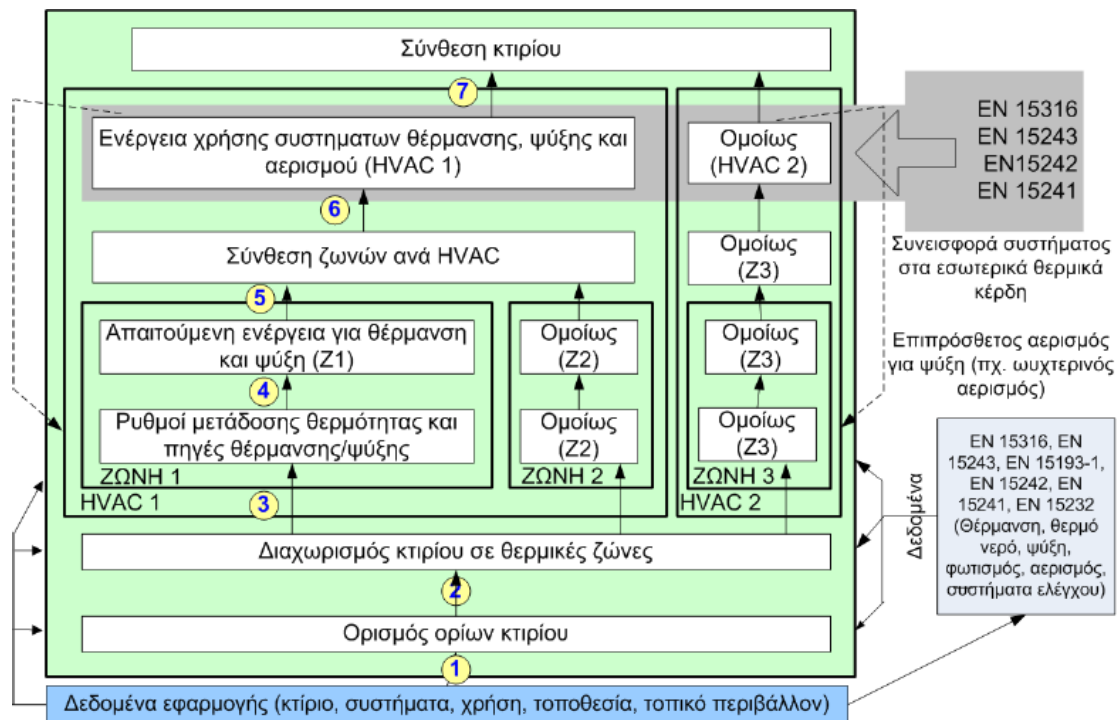 Σύνθεση κτιρίου
7
Ενέργεια χρήσης συστηματων θέρμανσης, ψύξης και
αερισμού (HVAC 1)
Ομοίως
(HVAC 2)
EN 15316
EN 15243
EN15242
EN 15241
6
Σύνθεση ζωνών ανά HVAC
Ομοίως
(Z3)
Συνεισφορά συστήματος
στα εσωτερικά θερμικά
κέρδη
5
Απαιτούμενη ενέργεια για θέρμανση
και ψύξη (Z1)
Ομοίως
(Z2)
Ομοίως
(Z3)
Επιπρόσθετος αερισμός
για ψύξη (πχ. ωυχτερινός
αερισμός)
4
Ρυθμοί μετάδοσης θερμότητας και
πηγές θέρμανσης/ψύξης
Ομοίως
(Z2)
Ομοίως
(Z3)
ΖΩΝΗ 1
ΖΩΝΗ 2
ΖΩΝΗ 3
HVAC 1
HVAC 2
3
Δεδομένα
EN 15316, EN
15243, EN 15193-1,
EN 15242, EN
15241, EN 15232
(Θέρμανση, θερμό
νερό, ψύξη,
φωτισμός, αερισμός,
συστήματα ελέγχου)
Διαχωρισμός κτιρίου σε θερμικές ζώνες
2
Ορισμός ορίων κτιρίου
1
Δεδομένα εφαρμογής (κτίριο, συστήματα, χρήση, τοποθεσία, τοπικό περιβάλλον)